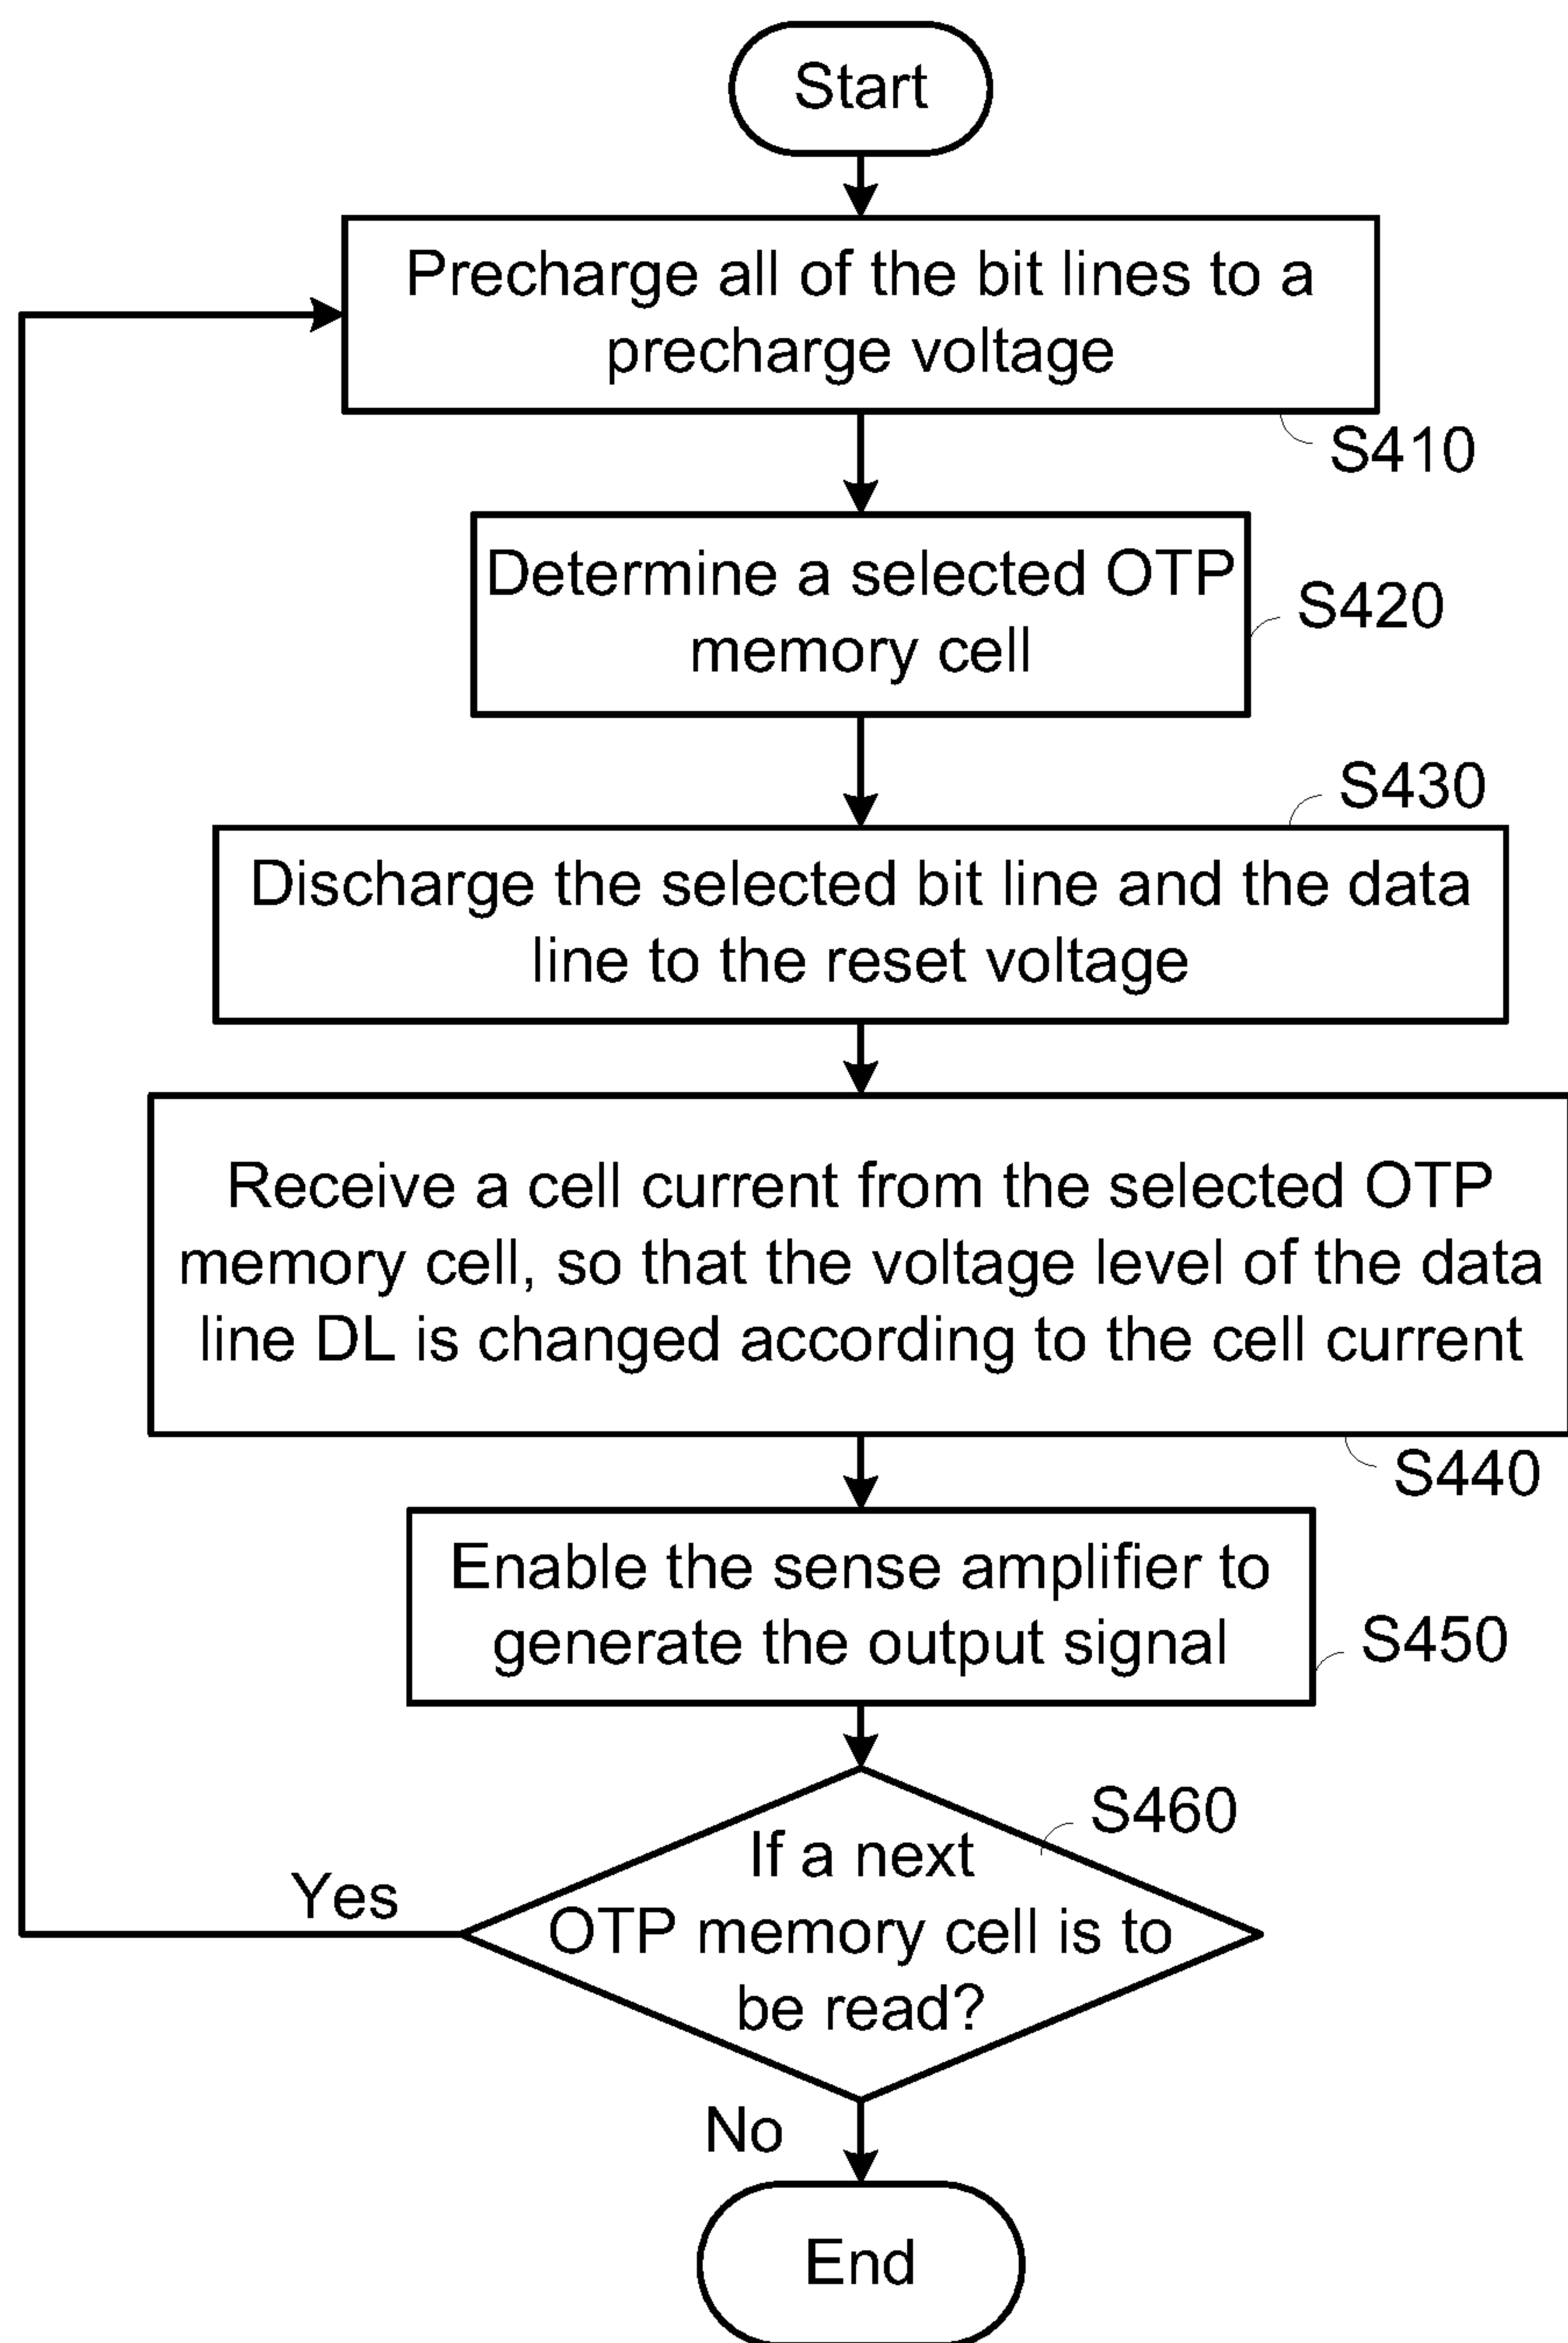 Start
Precharge all of the bit lines to a
precharge voltage
S410
Determine a selected OTP
memory cell
S420
S430
Discharge the selected bit line and the data
line to the reset voltage
Receive a cell current from the selected OTP
memory cell, so that the voltage level of the data
line DL is changed according to the cell current
S440
Enable the sense amplifier to
generate the output signal
S450
S460
If a next
OTP memory cell is to
be read?
Yes
No
End